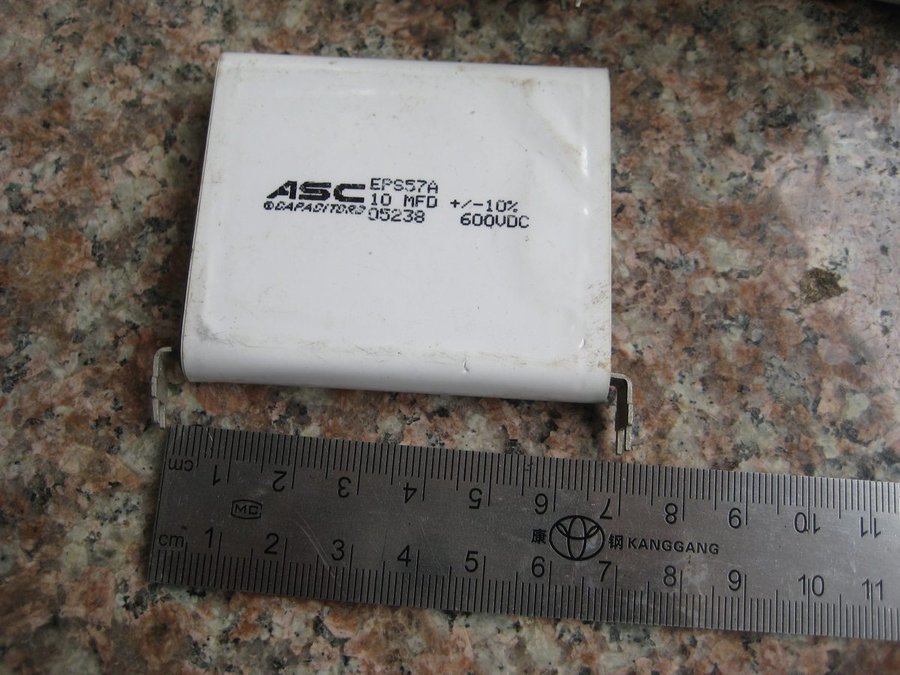 ASC EPS57A
10 MFD +/-10%
CAPACITORS 05238 600VDC
cm 1 2 3 4 5 6 7 8 9 10 11
MC
康 钢 KANGGANG
cm 1 2 3 4 5 6 7 8 9 10 11